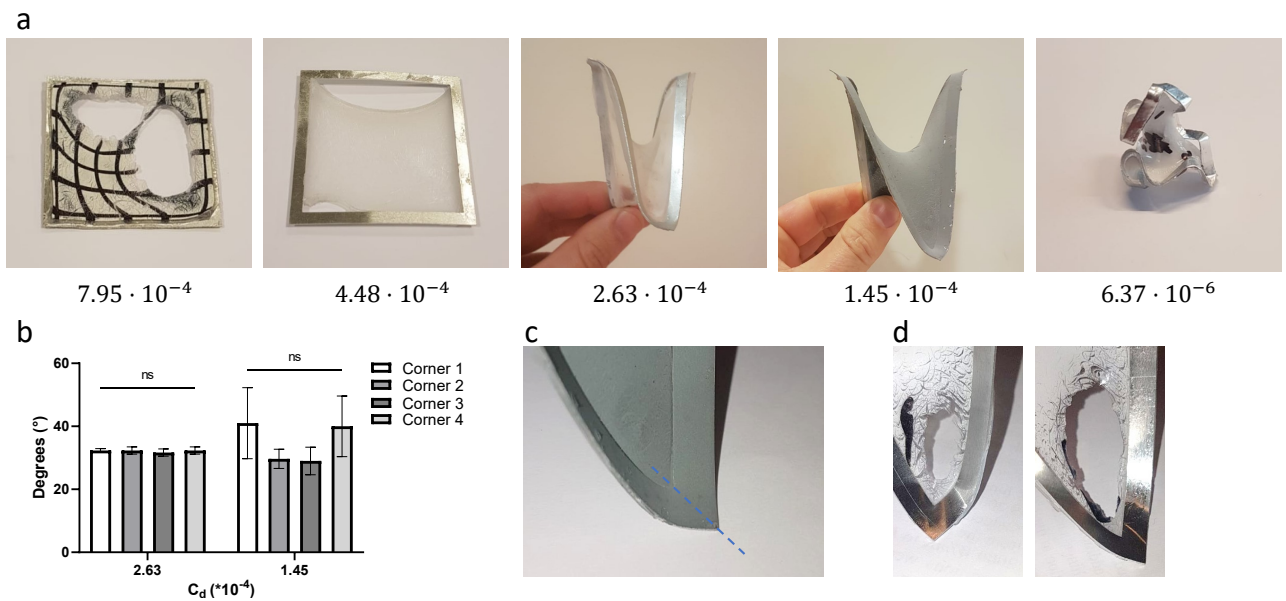 a
7.95 · 10⁻⁴
4.48 · 10⁻⁴
2.63 · 10⁻⁴
1.45 · 10⁻⁴
6.37 · 10⁻⁶
b
60
40
20
0
Degrees (°)
ns
ns
Corner 1
Corner 2
Corner 3
Corner 4
2.63
1.45
C_d (*10⁻⁴)
c
d